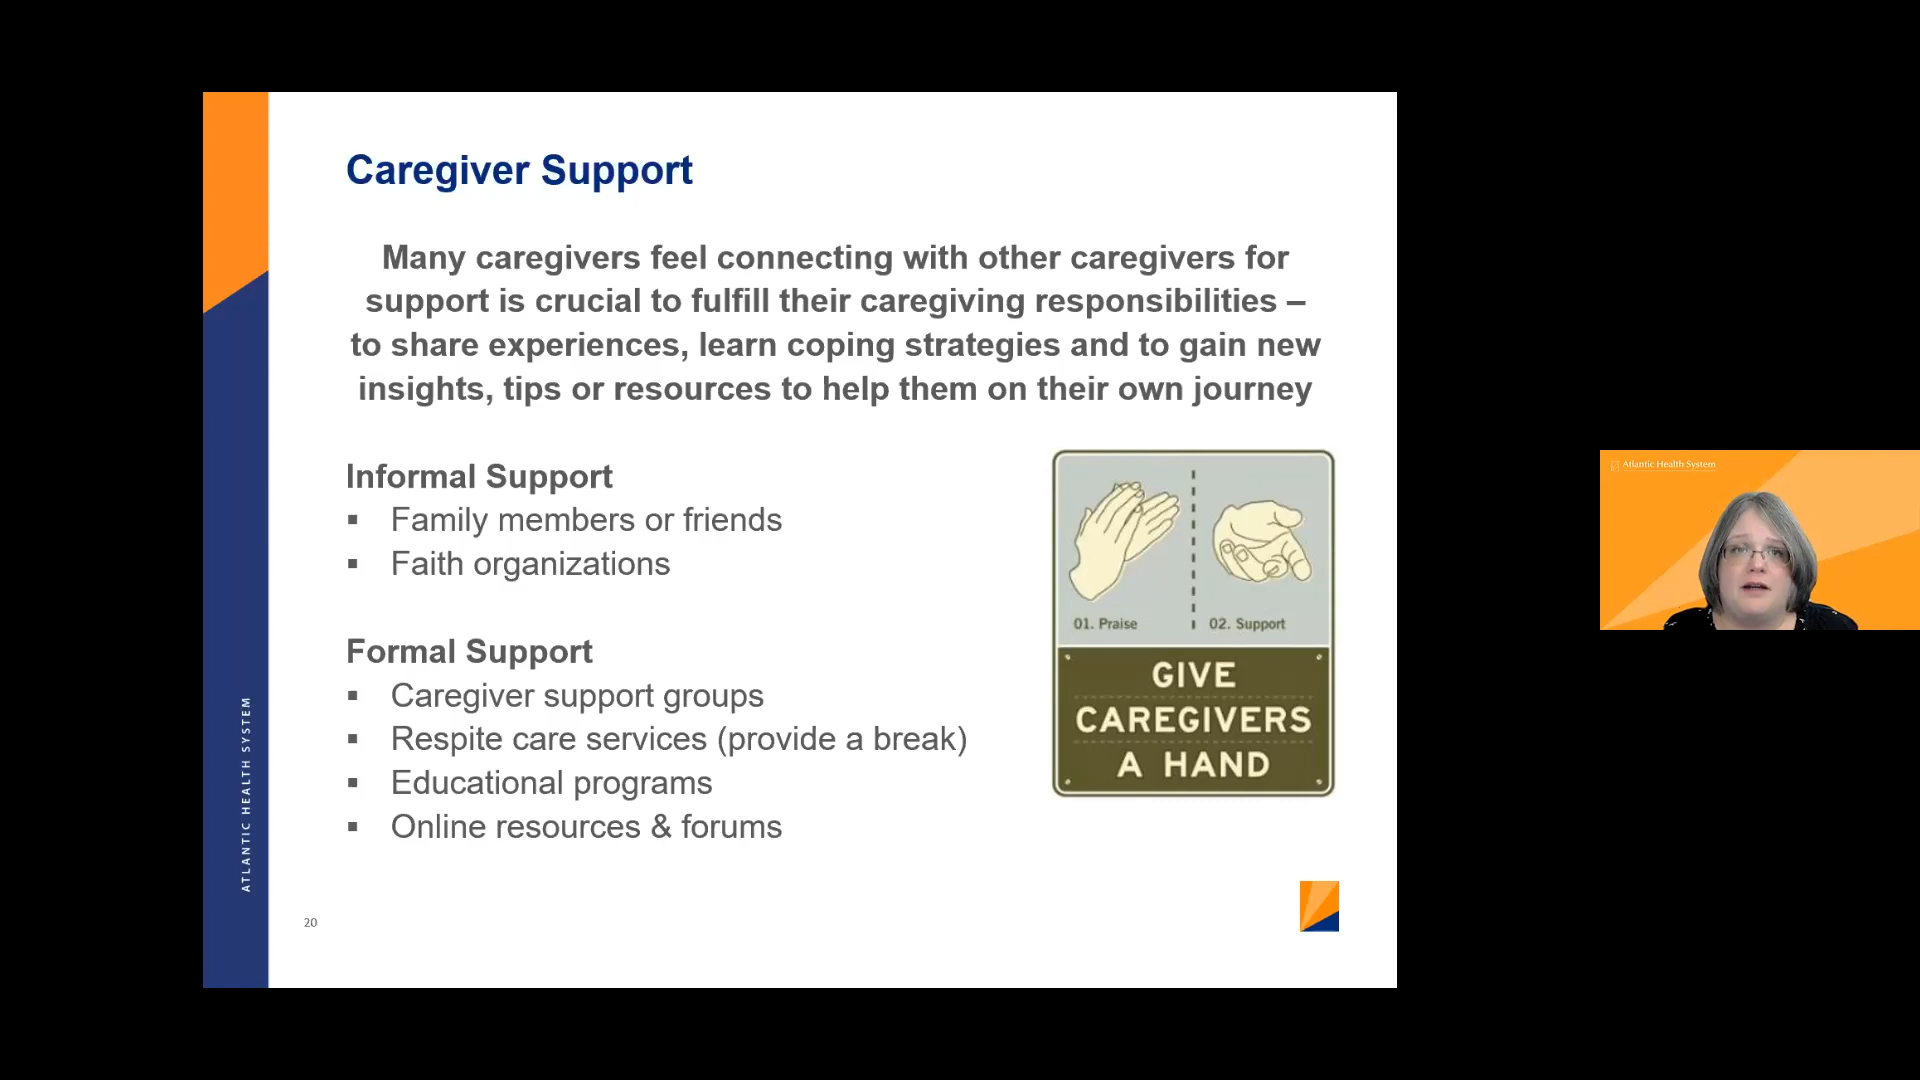 Caregiver Support
Many caregivers feel connecting with other caregivers for
support is crucial to fulfill their caregiving responsibilities –
to share experiences, learn coping strategies and to gain new
insights, tips or resources to help them on their own journey
Informal Support
▪ Family members or friends
▪ Faith organizations
Formal Support
▪ Caregiver support groups
▪ Respite care services (provide a break)
▪ Educational programs
▪ Online resources & forums
01. Praise
02. Support
GIVE
CAREGIVERS
A HAND
ATLANTIC HEALTH SYSTEM
20
Atlantic Health System